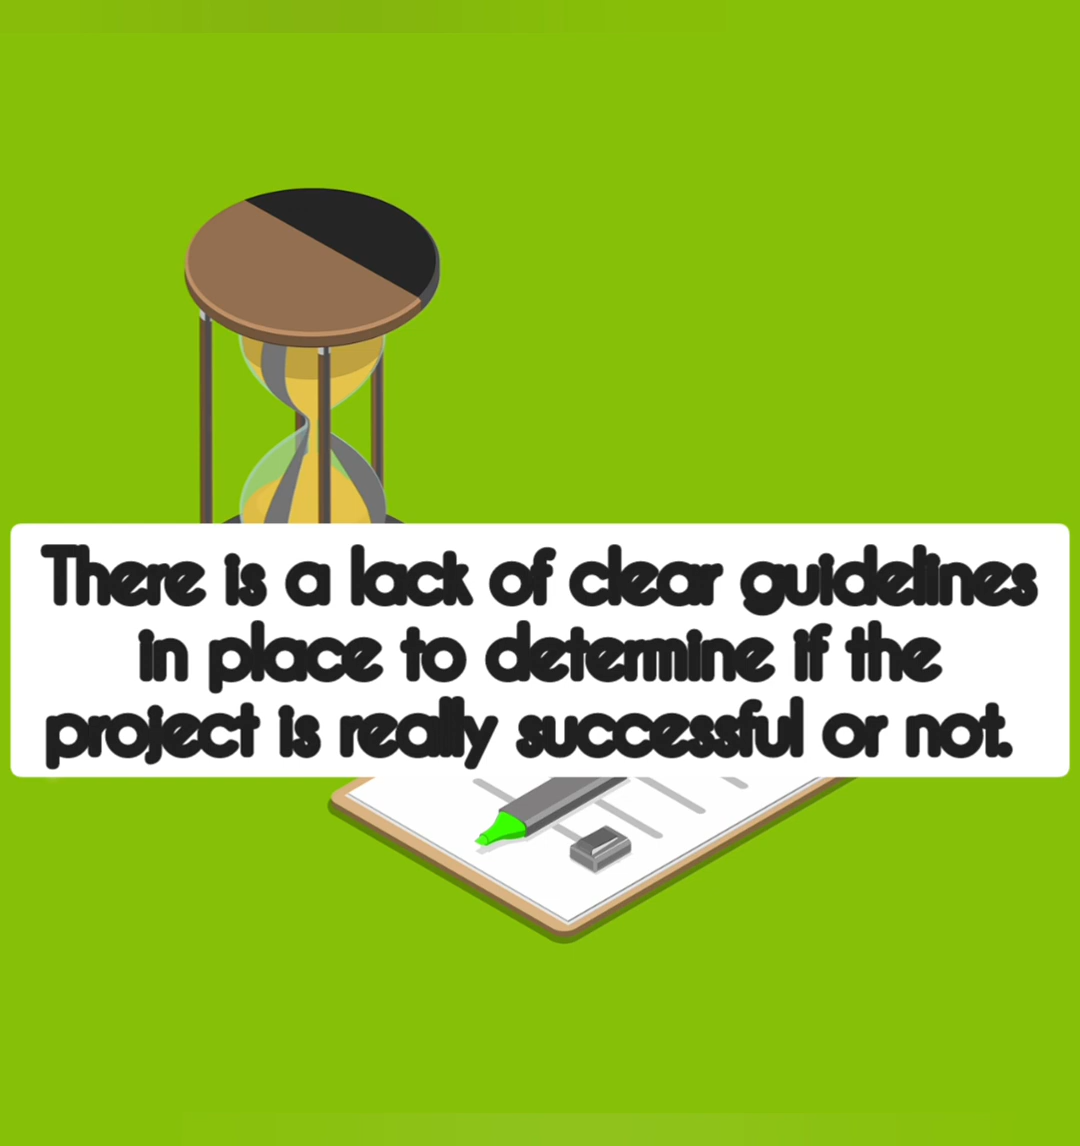 There is a lack of clear guidelines
in place to determine if the
project is really successful or not.